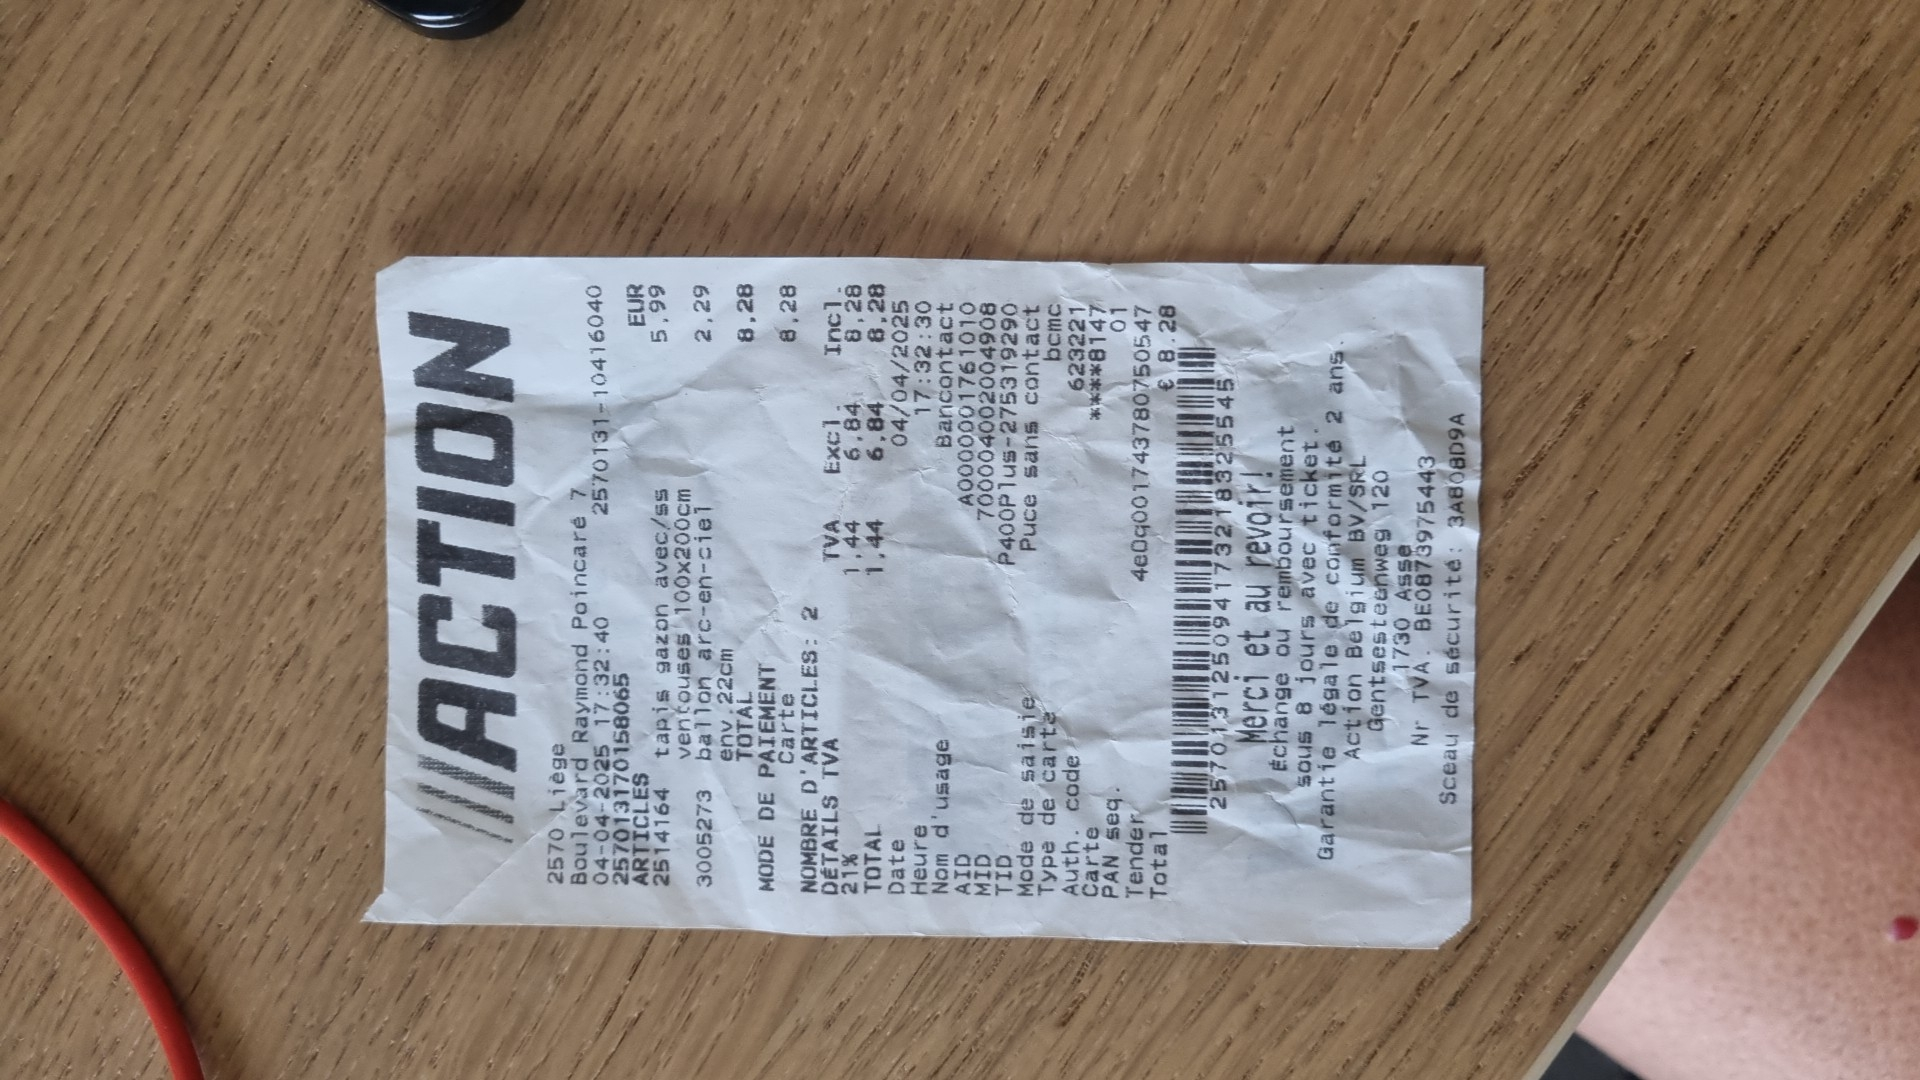 ACTION
2570 Liège
Boulevard Raymond Poincaré 7
04-04-2025 17:32:40 2570131-10416040
257013170158065
ARTICLES EUR
2514164 tapis gazon avec/ss 5,99
ventouses 100x200cm
3005273 ballon arc-en-ciel 2,29
env.22cm
TOTAL 8,28
MODE DE PAIEMENT
Carte 8,28
NOMBRE D'ARTICLES: 2
DÉTAILS TVA TVA Excl. Incl.
21% 1,44 6,84 8,28
TOTAL 1,44 6,84 8,28
Date 04/04/2025
Heure 17:32:30
Nom d'usage Bancontact
AID A0000001761010
MID 7000040020004908
TID P400Plus-275319290
Mode de saisie Puce sans contact
Type de carte bcmc
Auth. code 623221
Carte ****8147
PAN seq. 01
Tender 4e0q001743780750547
Total € 8.28
257013125094173218325545
Merci et au revoir!
Échange ou remboursement
sous 8 jours avec ticket.
Garantie légale de conformité 2 ans.
Action Belgium BV/SRL
Gentsesteenweg 120
1730 Asse
Nr TVA. BE0873975443
Sceau de sécurité: 3A808D9A